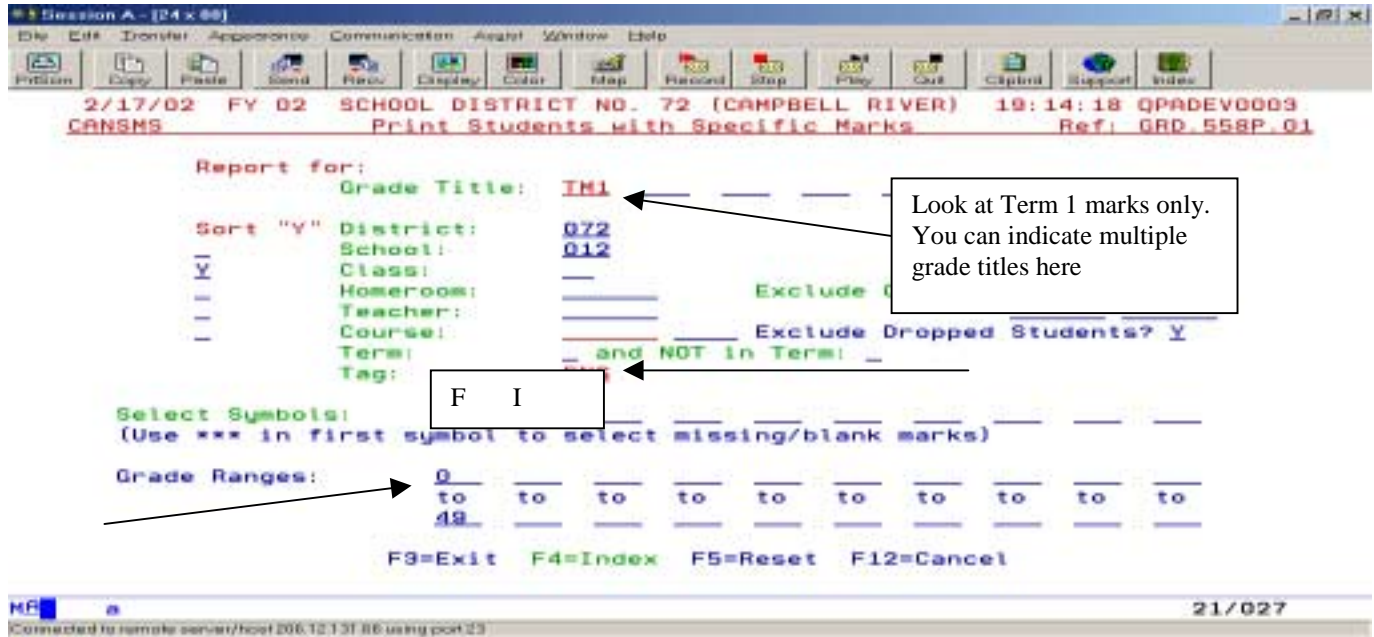 Session A - [24 x 80]
File Edit Transfer Appearance Communication Assist Window Help
PrtScrn Copy Paste Send Recv Display Color Map Record Stop Play Quit Clipbrd Support Index
2/17/02 FY 02 SCHOOL DISTRICT NO. 72 (CAMPBELL RIVER) 19:14:18 QPADEV0003
CANSMS Print Students with Specific Marks Ref: GRD.558P.01
Report for:
Grade Title: TM1
Look at Term 1 marks only.
You can indicate multiple
grade titles here
Sort "Y" District: 072
School: 012
Y Class:
Homeroom: Exclude
Teacher:
Course: Exclude Dropped Students? Y
Term: _ and NOT in Term: _
Tag:
F I
Select Symbols:
(Use *** in first symbol to select missing/blank marks)
Grade Ranges: 0
to to to to to to to to to to
49
F3=Exit F4=Index F5=Reset F12=Cancel
MA a 21/027
Connected to remote server/host 206.12.131.86 using port 23